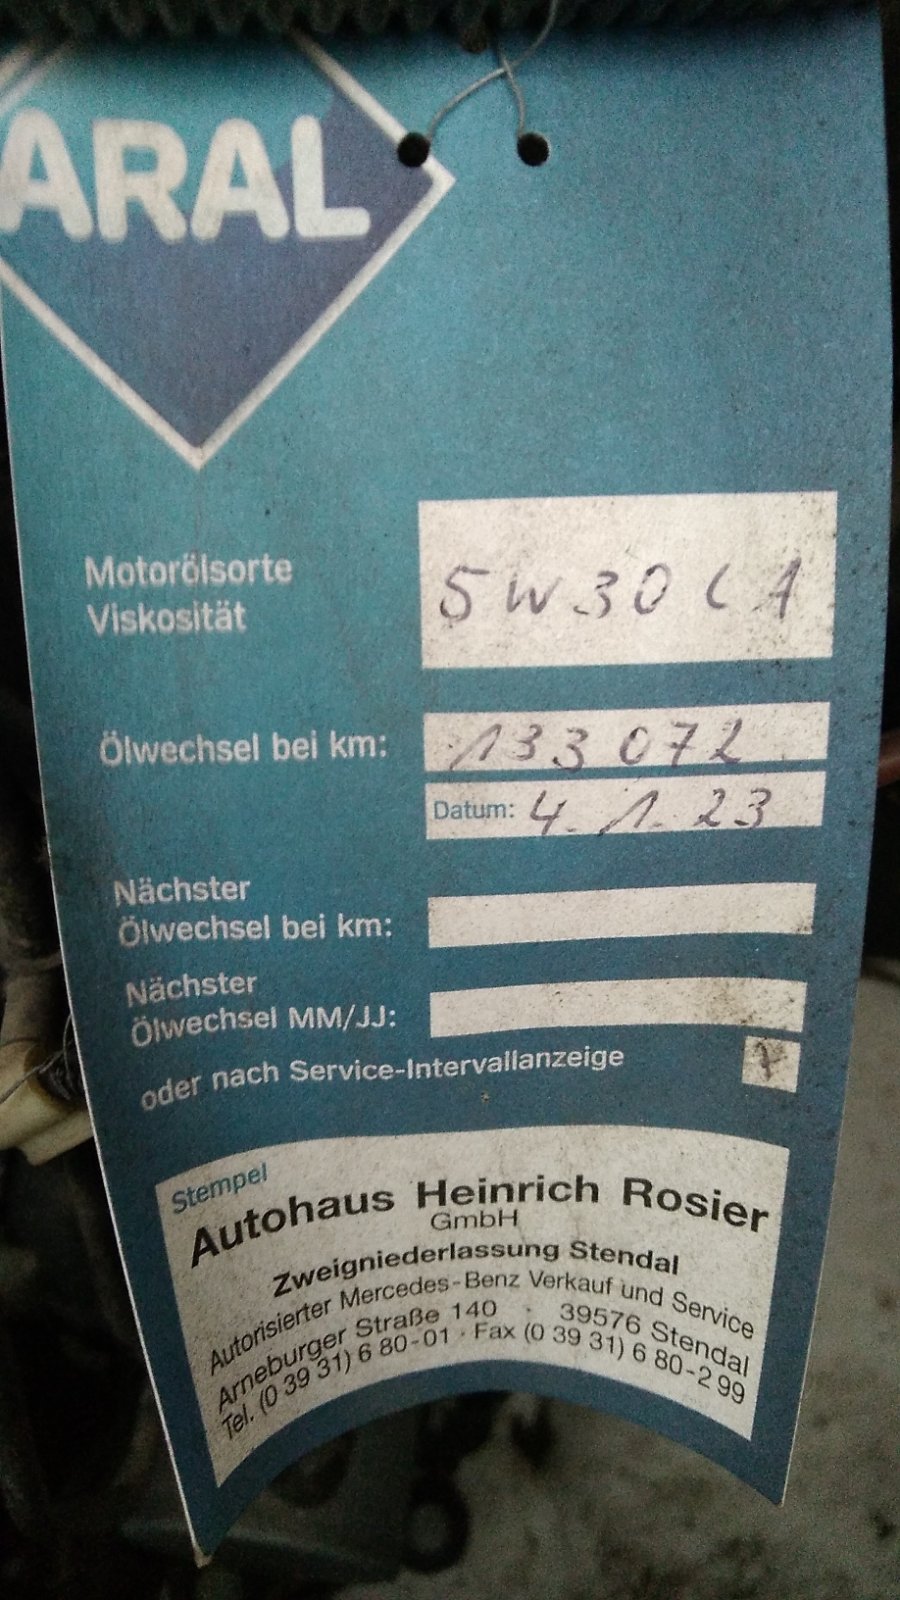 ARAL
Motorölsorte
Viskosität
5W30 LA
Ölwechsel bei km:
133072
Datum: 4.1.23
Nächster
Ölwechsel bei km:
Nächster
Ölwechsel MM/JJ:
oder nach Service-Intervallanzeige
Stempel
Autohaus Heinrich Rosier
GmbH
Zweigniederlassung Stendal
Autorisierter Mercedes-Benz Verkauf und Service
Arneburger Straße 140 · 39576 Stendal
Tel. (0 39 31) 6 80-01 · Fax (0 39 31) 6 80-2 99